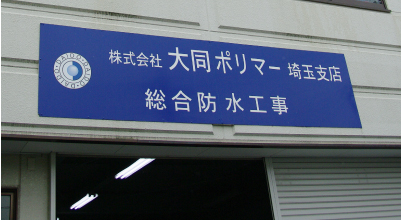 株式会社 大同ポリマー 埼玉支店
総合防水工事